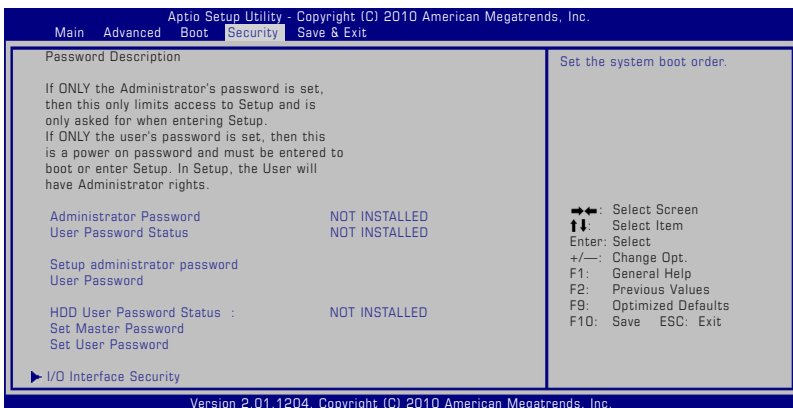 Aptio Setup Utility - Copyright (C) 2010 American Megatrends, Inc.
Main Advanced Boot Security Save & Exit
Password Description
If ONLY the Administrator's password is set,
then this only limits access to Setup and is
only asked for when entering Setup.
If ONLY the user's password is set, then this
is a power on password and must be entered to
boot or enter Setup. In Setup, the User will
have Administrator rights.
Administrator Password NOT INSTALLED
User Password Status NOT INSTALLED
Setup administrator password
User Password
HDD User Password Status : NOT INSTALLED
Set Master Password
Set User Password
I/O Interface Security
Set the system boot order.
→←: Select Screen
↑↓: Select Item
Enter: Select
+/—: Change Opt.
F1: General Help
F2: Previous Values
F9: Optimized Defaults
F10: Save ESC: Exit
Version 2.01.1204. Copyright (C) 2010 American Megatrends, Inc.